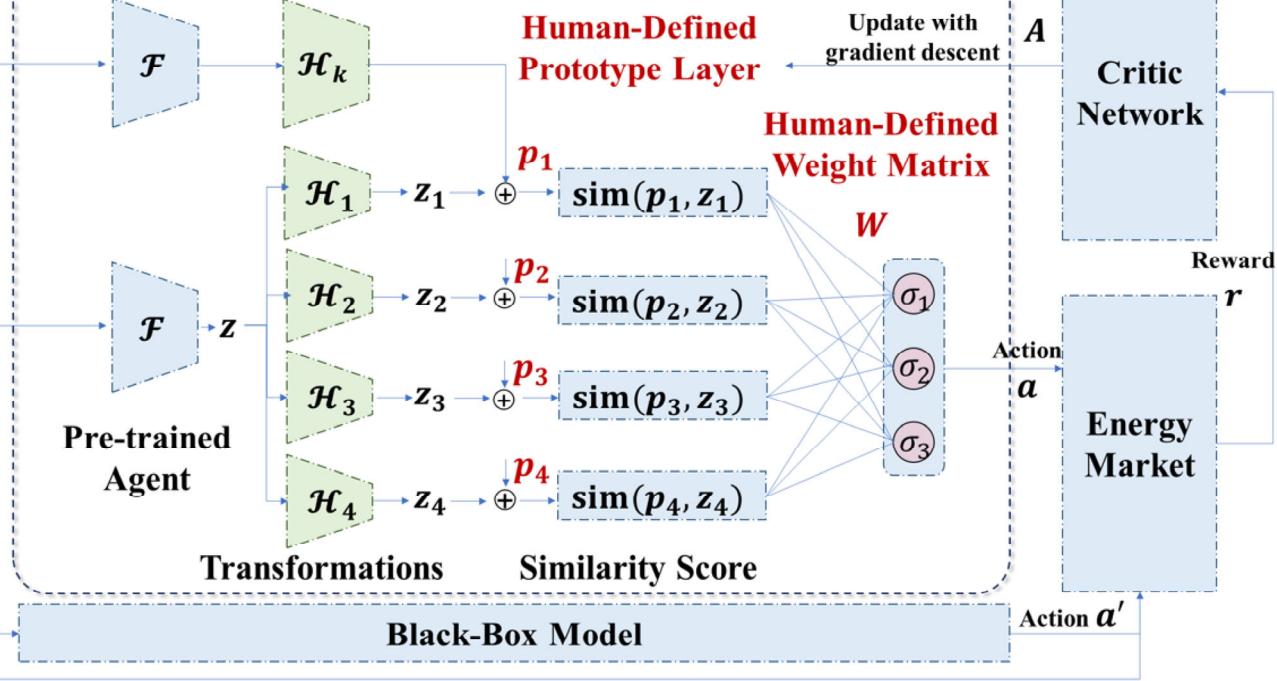 Human-Defined
Prototype Layer
Update with
gradient descent
A
Critic
Network
ℱ
ℋₖ
Human-Defined
Weight Matrix
W
p₁
ℋ₁
z₁
⊕
sim(p₁, z₁)
Reward
r
p₂
ℋ₂
z₂
⊕
sim(p₂, z₂)
σ₁
ℱ
z
Action
a
σ₂
p₃
ℋ₃
z₃
⊕
sim(p₃, z₃)
σ₃
Energy
Market
Pre-trained
Agent
p₄
ℋ₄
z₄
⊕
sim(p₄, z₄)
Transformations
Similarity Score
Black-Box Model
Action a′